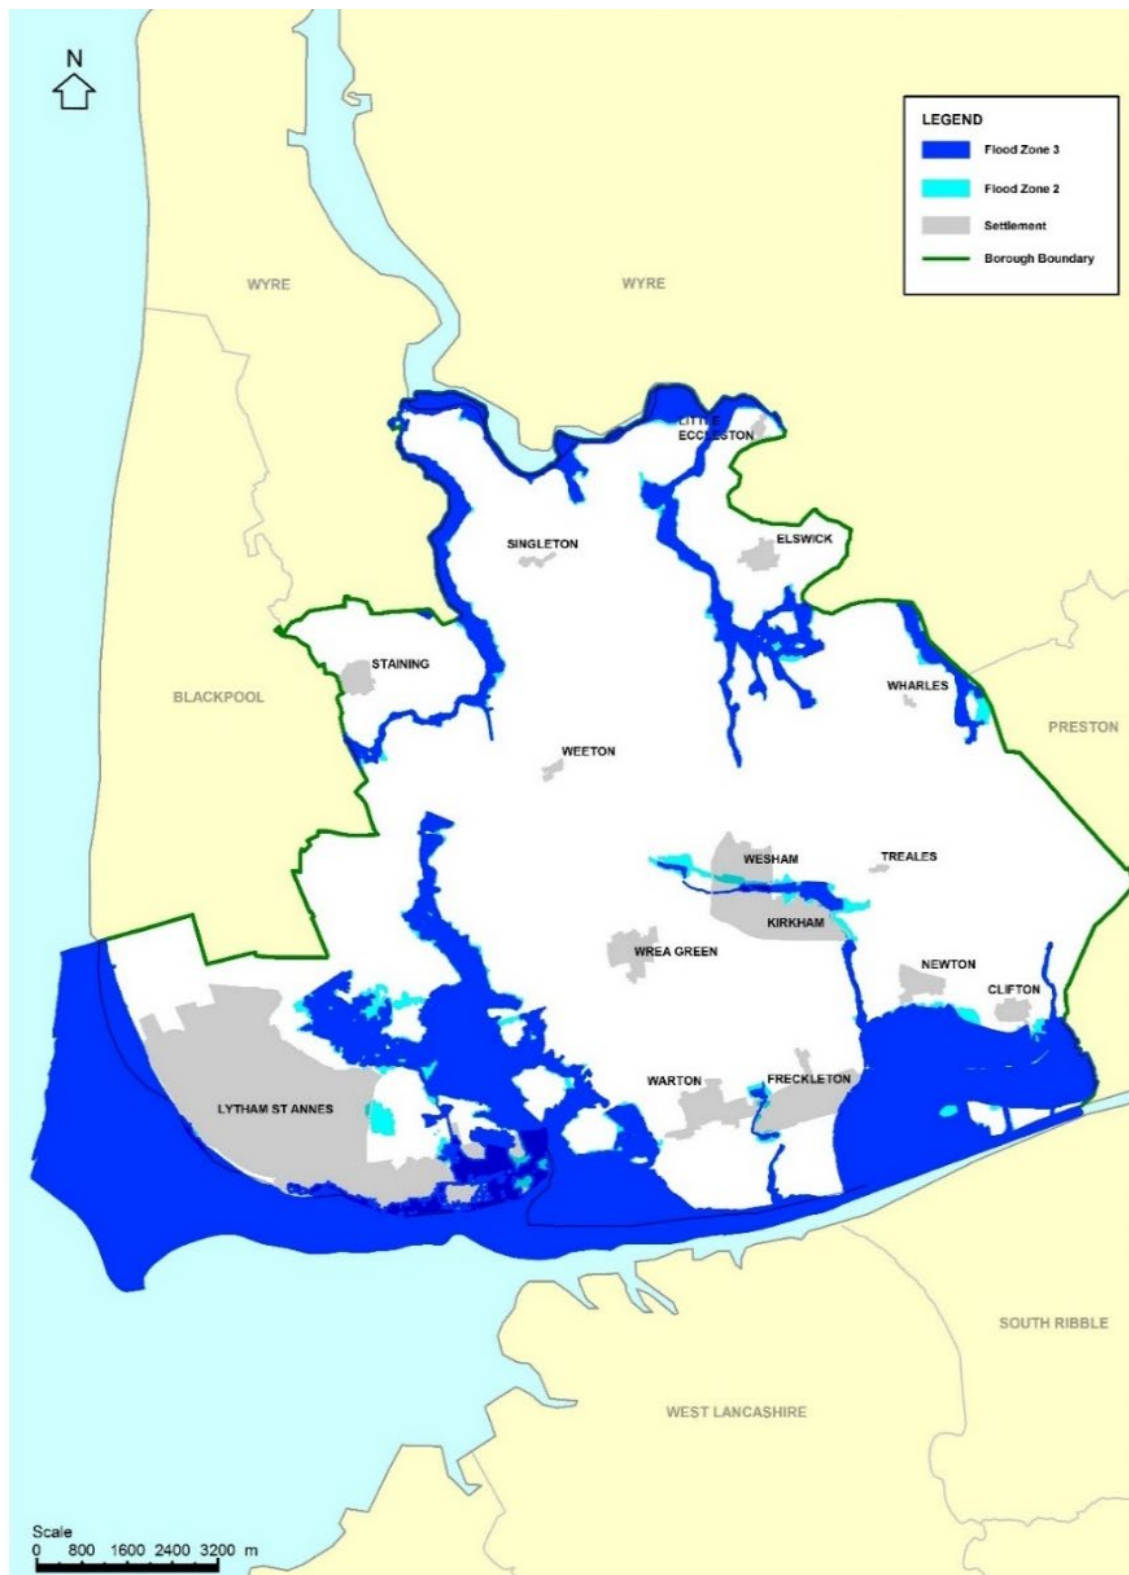 N
LEGEND
Flood Zone 3
Flood Zone 2
Settlement
Borough Boundary
WYRE
WYRE
LITTLE
ECCLESTON
SINGLETON
ELSWICK
STAINING
WHARLES
BLACKPOOL
PRESTON
WEETON
WESHAM
TREALES
KIRKHAM
WREA GREEN
NEWTON
CLIFTON
WARTON
FRECKLETON
LYTHAM ST ANNES
SOUTH RIBBLE
WEST LANCASHIRE
Scale
0 800 1600 2400 3200 m